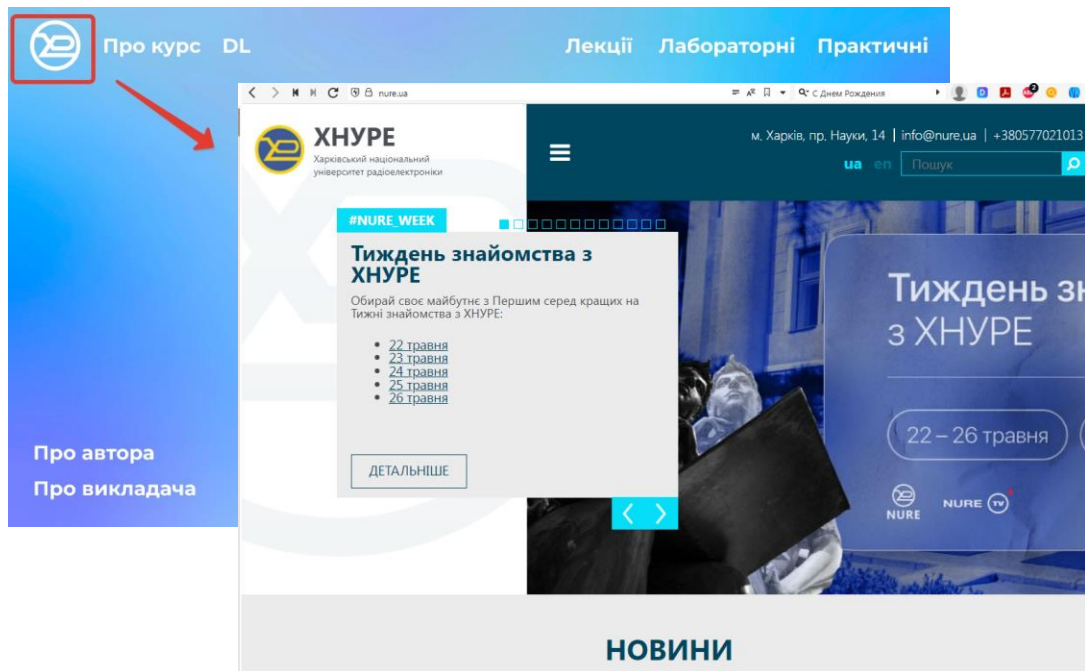 Про курс DL Лекції Лабораторні Практичні
nure.ua С Днем Рождения
ХНУРЕ
Харківський національний
університет радіоелектроніки
м. Харків, пр. Науки, 14 | info@nure.ua | +380577021013
ua en Пошук
#NURE_WEEK
Тиждень знайомства з
ХНУРЕ
Обирай своє майбутнє з Першим серед кращих на
Тижні знайомства з ХНУРЕ:
22 травня
23 травня
24 травня
25 травня
26 травня
ДЕТАЛЬНІШЕ
Тиждень зн
з ХНУРЕ
22 – 26 травня
NURE
NURE TV
Про автора
Про викладача
НОВИНИ